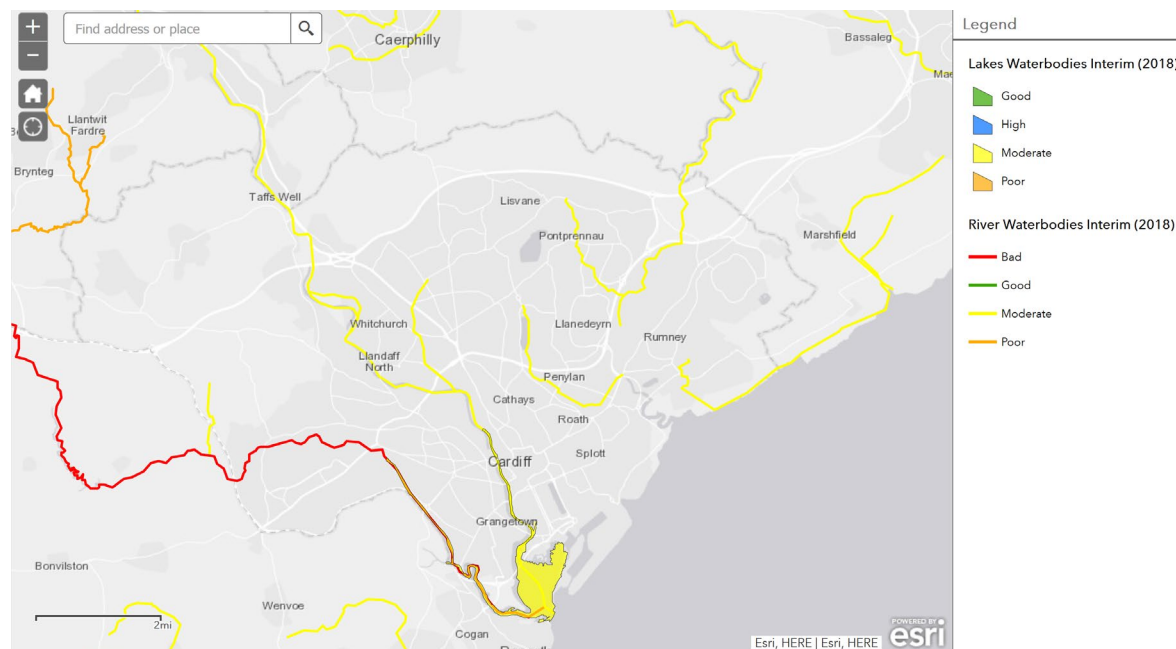 +
Find address or place
−
Caerphilly
Bassaleg
Llantwit
Fardre
Brynteg
Taffs Well
Lisvane
Pontprennau
Marshfield
Whitchurch
Llanedeyrn
Rumney
Llandaff
North
Penylan
Cathays
Roath
Cardiff
Splott
Grangetown
Bonvilston
Wenvoe
2mi
Cogan
Esri, HERE | Esri, HERE
POWERED BY
esri
Legend
Lakes Waterbodies Interim (2018)
Good
High
Moderate
Poor
River Waterbodies Interim (2018)
Bad
Good
Moderate
Poor